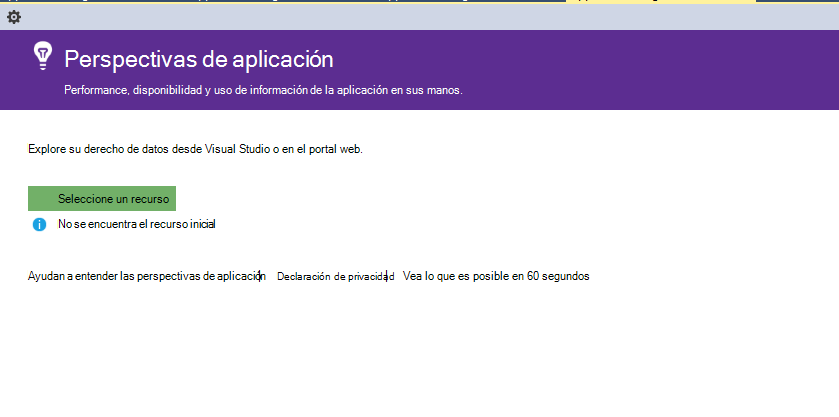 Perspectivas de aplicación
Performance, disponibilidad y uso de información de la aplicación en sus manos.
Explore su derecho de datos desde Visual Studio o en el portal web.
Seleccione un recurso
No se encuentra el recurso inicial
Ayudan a entender las perspectivas de aplicación | Declaración de privacidad | Vea lo que es posible en 60 segundos